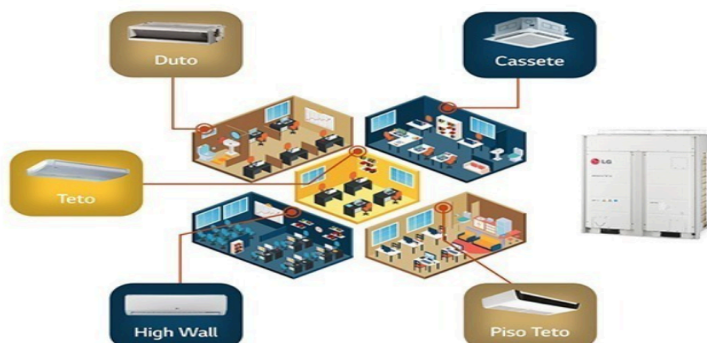 Duto
Cassete
LG
Teto
High Wall
Piso Teto